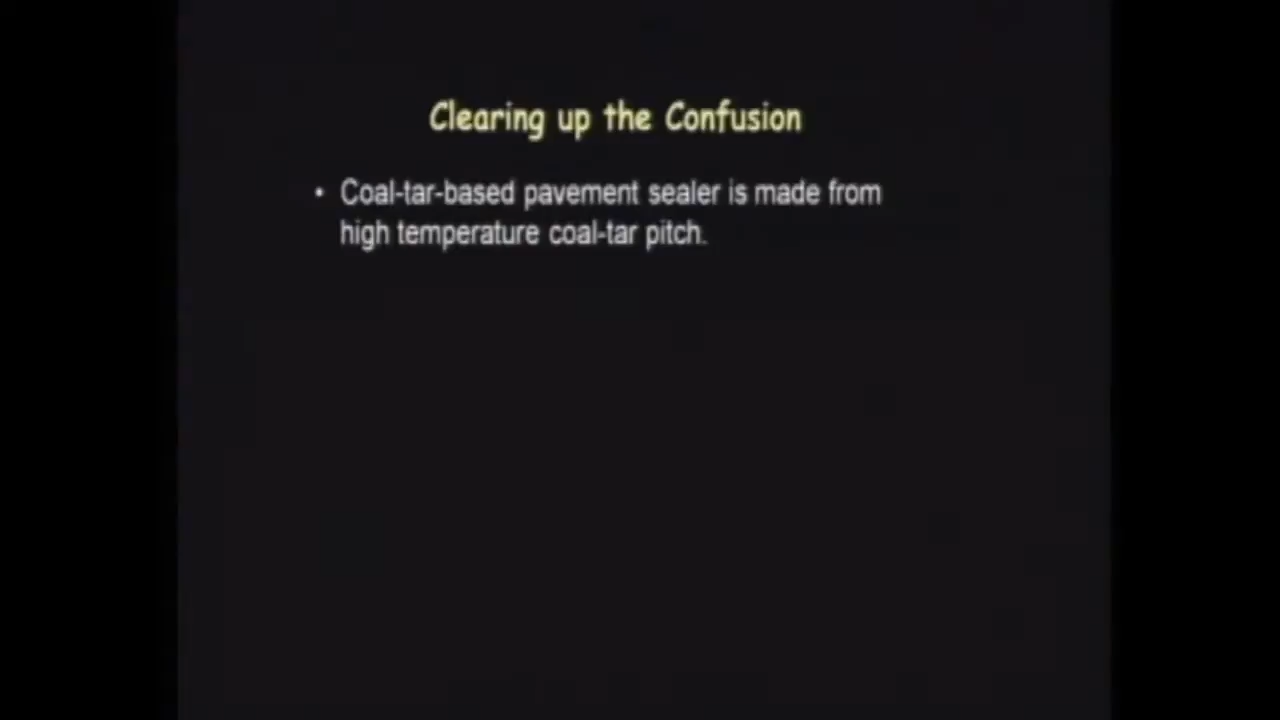 Clearing up the Confusion
• Coal-tar-based pavement sealer is made from
high temperature coal-tar pitch.